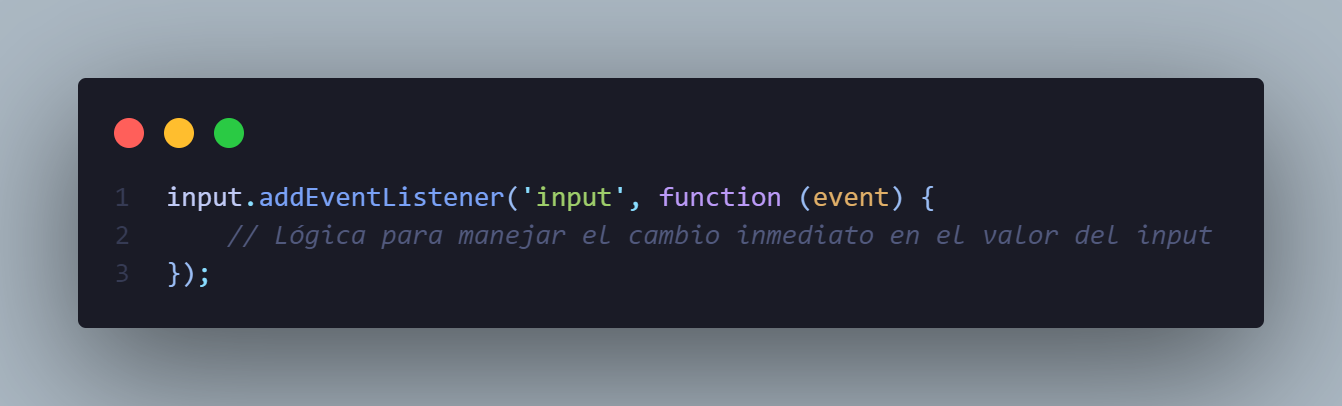 1 input.addEventListener('input', function (event) {
2     // Lógica para manejar el cambio inmediato en el valor del input
3 });